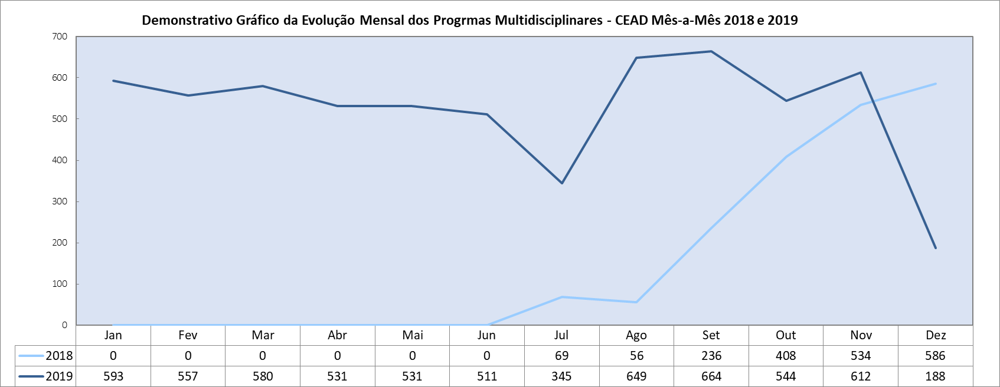 Demonstrativo Gráfico da Evolução Mensal dos Progrmas Multidisciplinares - CEAD Mês-a-Mês 2018 e 2019
700
600
500
400
300
200
100
0
Jan Fev Mar Abr Mai Jun Jul Ago Set Out Nov Dez
2018 0 0 0 0 0 0 69 56 236 408 534 586
2019 593 557 580 531 531 511 345 649 664 544 612 188